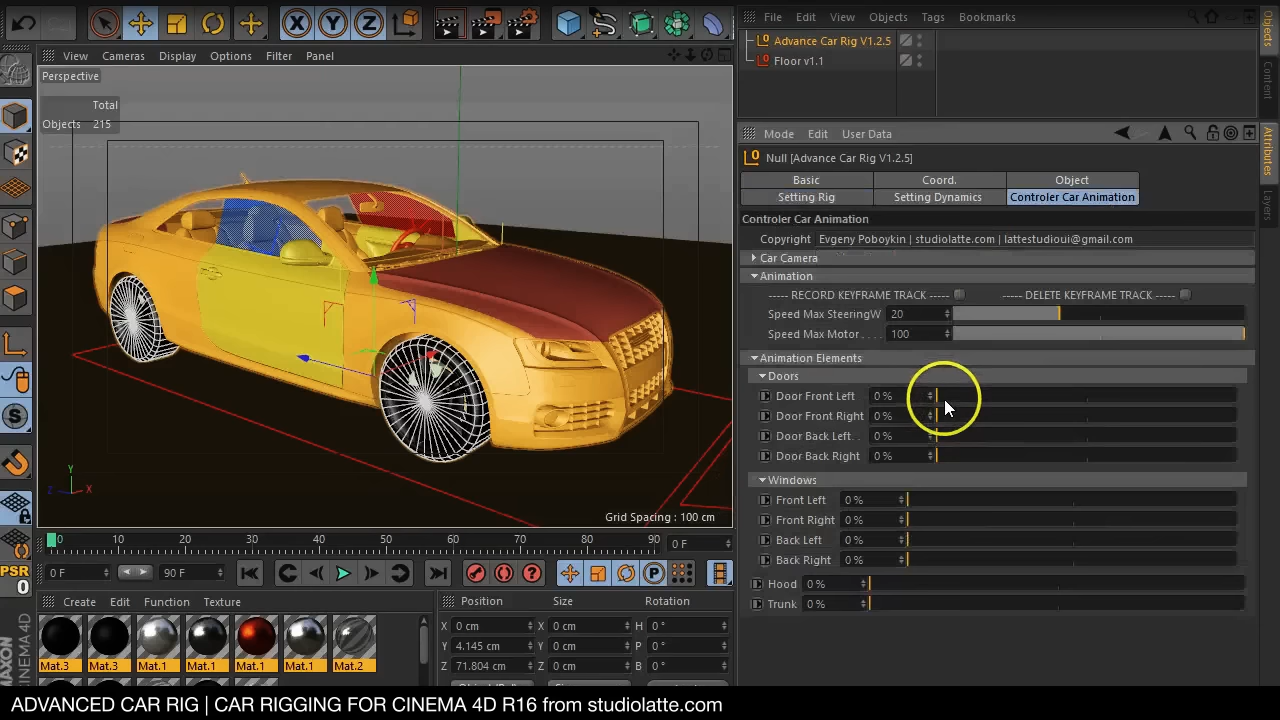 X Y Z
View Cameras Display Options Filter Panel
Perspective
Total
Objects 215
Y
X
Grid Spacing : 100 cm
File Edit View Objects Tags Bookmarks
Advance Car Rig V1.2.5
Floor v1.1
Objects
Content
Attributes
Layers
Mode Edit User Data
Null [Advance Car Rig V1.2.5]
Basic Coord. Object
Setting Rig Setting Dynamics Controler Car Animation
Controler Car Animation
Copyright Evgeny Poboykin | studiolatte.com | lattestudioui@gmail.com
Car Camera
Animation
----- RECORD KEYFRAME TRACK ----- ----- DELETE KEYFRAME TRACK -----
Speed Max SteeringW 20
Speed Max Motor . . . . 100
Animation Elements
Doors
Door Front Left 0 %
Door Front Right 0 %
Door Back Left. . 0 %
Door Back Right 0 %
Windows
Front Left 0 %
Front Right 0 %
Back Left 0 %
Back Right 0 %
Hood 0 %
Trunk 0 %
0 10 20 30 40 50 60 70 80 90 0 F
0 F 90 F
PSR
0
Create Edit Function Texture
Mat.3 Mat.3 Mat.1 Mat.1 Mat.1 Mat.1 Mat.2
Position Size Rotation
X 0 cm X 0 cm H 0 °
Y 4.145 cm Y 0 cm P 0 °
Z 71.804 cm Z 0 cm B 0 °
MAXON
CINEMA 4D
ADVANCED CAR RIG | CAR RIGGING FOR CINEMA 4D R16 from studiolatte.com